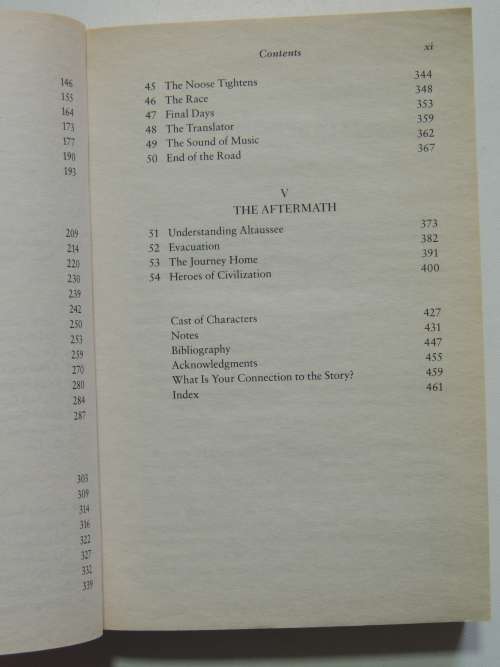 146
155
164
173
177
190
193
209
214
220
230
239
242
250
253
259
270
280
284
287
303
309
314
316
322
327
332
339
Contents xi
45 The Noose Tightens 344
46 The Race 348
47 Final Days 353
48 The Translator 359
49 The Sound of Music 362
50 End of the Road 367
V
THE AFTERMATH
51 Understanding Altaussee 373
52 Evacuation 382
53 The Journey Home 391
54 Heroes of Civilization 400
Cast of Characters 427
Notes 431
Bibliography 447
Acknowledgments 455
What Is Your Connection to the Story? 459
Index 461